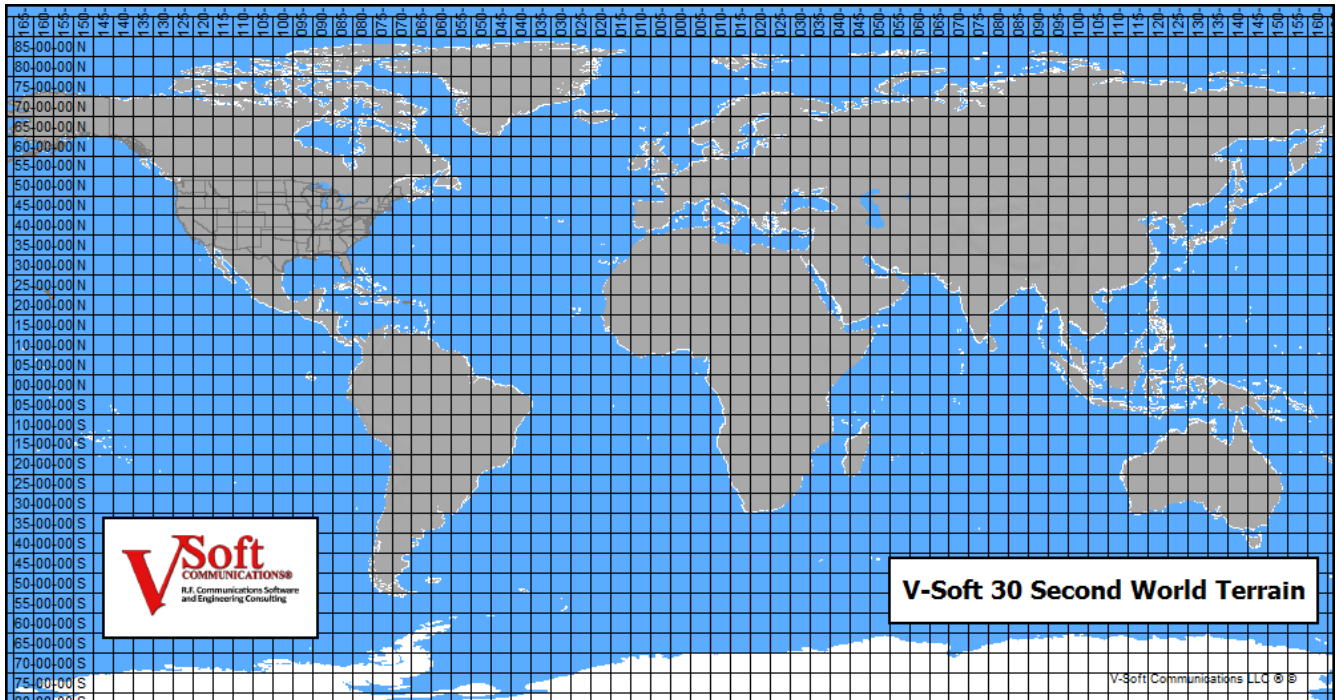 165- 160- 155- 150- 145- 140- 135- 130- 125- 120- 115- 110- 105- 100- 095- 090- 085- 080- 075- 070- 065- 060- 055- 050- 045- 040- 035- 030- 025- 020- 015- 010- 005- 000- 005- 010- 015- 020- 025- 030- 035- 040- 045- 050- 055- 060- 065- 070- 075- 080- 085- 090- 095- 100- 105- 110- 115- 120- 125- 130- 135- 140- 145- 150- 155- 160-
85-00-00 N
80-00-00 N
75-00-00 N
70-00-00 N
65-00-00 N
60-00-00 N
55-00-00 N
50-00-00 N
45-00-00 N
40-00-00 N
35-00-00 N
30-00-00 N
25-00-00 N
20-00-00 N
15-00-00 N
10-00-00 N
05-00-00 N
00-00-00 N
05-00-00 S
10-00-00 S
15-00-00 S
20-00-00 S
25-00-00 S
30-00-00 S
35-00-00 S
40-00-00 S
45-00-00 S
50-00-00 S
55-00-00 S
60-00-00 S
65-00-00 S
70-00-00 S
75-00-00 S
VSoft
COMMUNICATIONS®
R.F. Communications Software
and Engineering Consulting
V-Soft 30 Second World Terrain
V-Soft Communications LLC ® ©